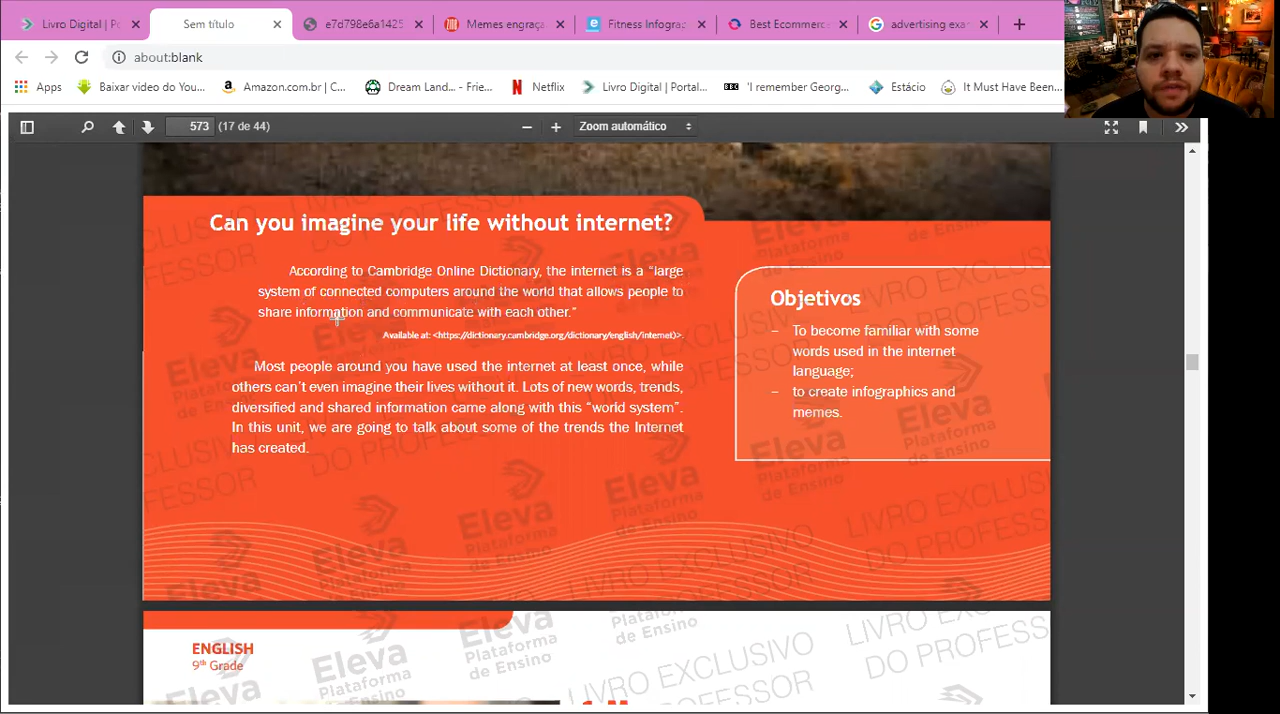 Livro Digital | Po
Sem título
e7d798e6a1425
Memes engraça
Fitness Infogra
Best Ecommerc
advertising exa
about:blank
Apps
Baixar video do You...
Amazon.com.br | C...
Dream Land... - Frie...
Netflix
Livro Digital | Portal...
BBC
'I remember Georg...
Estácio
It Must Have Been...
573 (17 de 44)
Zoom automático
Can you imagine your life without internet?
According to Cambridge Online Dictionary, the internet is a “large
system of connected computers around the world that allows people to
share information and communicate with each other.”
Available at: <https://dictionary.cambridge.org/dictionary/english/internet)>.
Most people around you have used the internet at least once, while
others can’t even imagine their lives without it. Lots of new words, trends,
diversified and shared information came along with this “world system”.
In this unit, we are going to talk about some of the trends the Internet
has created.
Objetivos
– To become familiar with some
words used in the internet
language;
– to create infographics and
memes.
LIVRO EXCLUSIVO
DO PROFESSOR
Eleva
Plataforma
de Ensino
ENGLISH
9th Grade